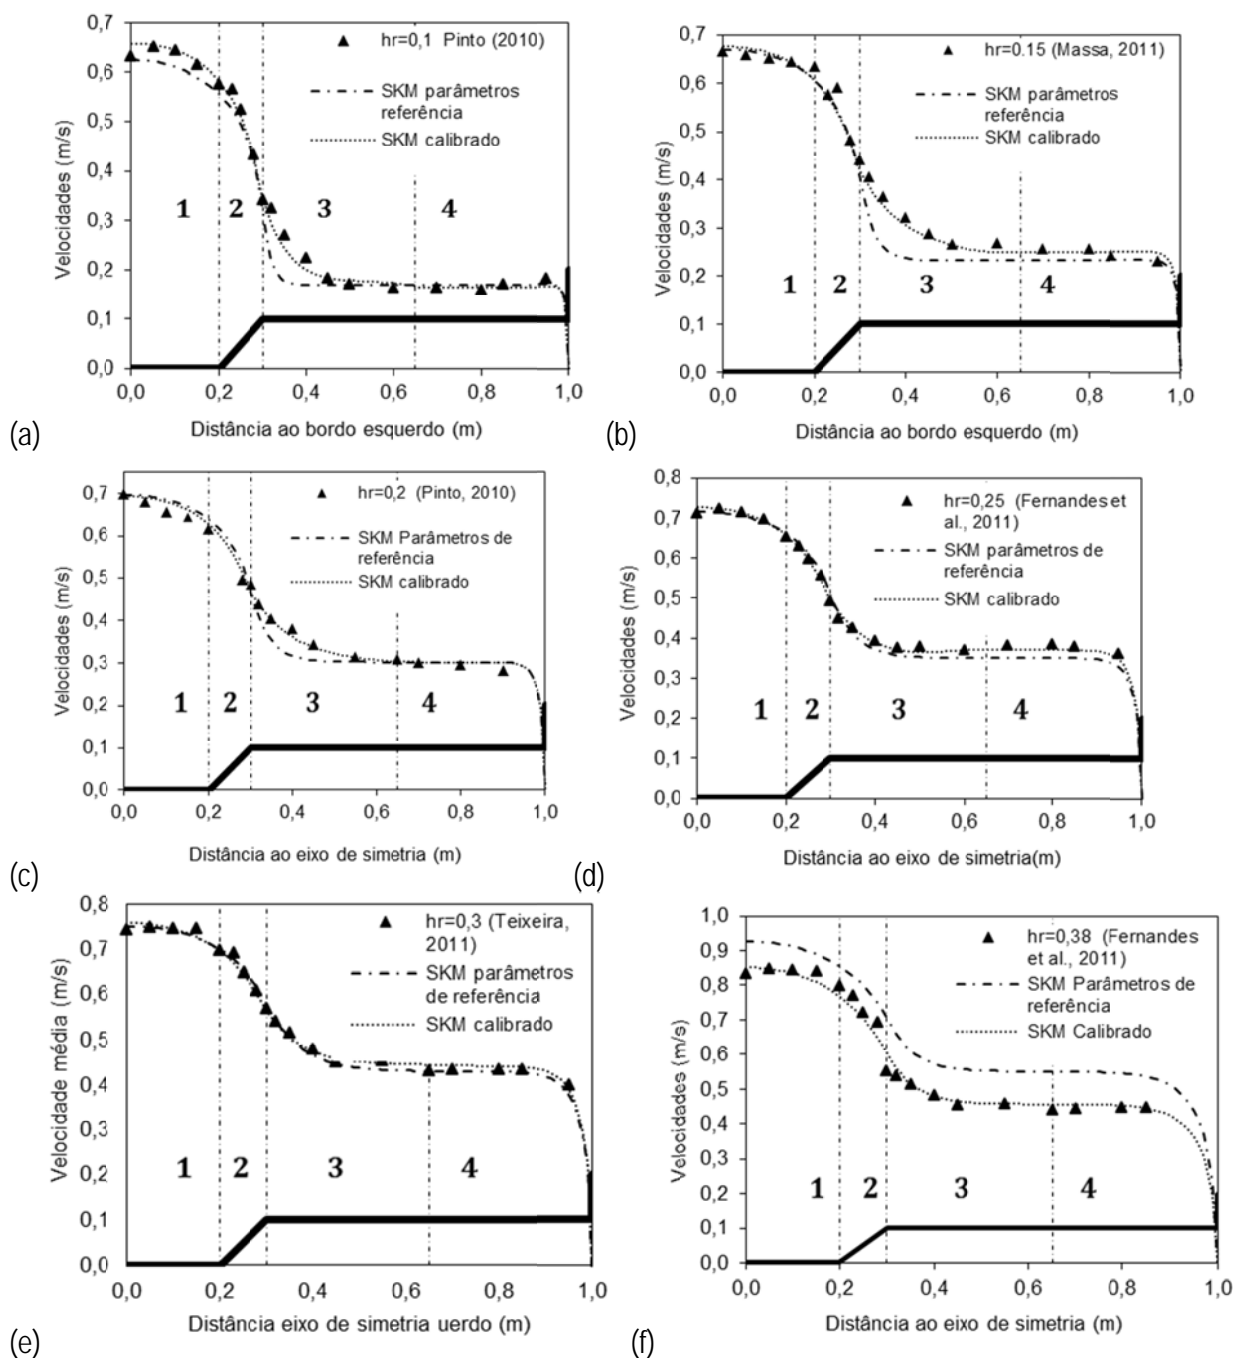 0,7
0,6
0,5
0,4
0,3
0,2
0,1
0,0
Velocidades (m/s)
hr=0,1 Pinto (2010)
SKM parâmetros
referência
SKM calibrado
1 2 3 4
0,0 0,2 0,4 0,6 0,8 1,0
Distância ao bordo esquerdo (m)
(a)
0,7
0,6
0,5
0,4
0,3
0,2
0,1
0,0
Velocidades (m/s)
hr=0.15 (Massa, 2011)
SKM parâmetros
referência
SKM calibrado
1 2 3 4
0,0 0,2 0,4 0,6 0,8 1,0
Distância ao bordo esquerdo (m)
(b)
0,7
0,6
0,5
0,4
0,3
0,2
0,1
0,0
Velocidades (m/s)
hr=0,2 (Pinto, 2010)
SKM Parâmetros de
referência
SKM calibrado
1 2 3 4
0,0 0,2 0,4 0,6 0,8 1,0
Distância ao eixo de simetria (m)
(c)
0,8
0,7
0,6
0,5
0,4
0,3
0,2
0,1
0,0
Velocidades (m/s)
hr=0,25 (Fernandes et
al., 2011)
SKM parâmetros de
referência
SKM calibrado
1 2 3 4
0,0 0,2 0,4 0,6 0,8 1,0
Distância ao eixo de simetria(m)
(d)
0,8
0,7
0,6
0,5
0,4
0,3
0,2
0,1
0,0
Velocidade média (m/s)
hr=0,3 (Teixeira,
2011)
SKM parâmetros
de referência
SKM calibrado
1 2 3 4
0,0 0,2 0,4 0,6 0,8 1,0
Distância eixo de simetria uerdo (m)
(e)
1,0
0,9
0,8
0,7
0,6
0,5
0,4
0,3
0,2
0,1
0,0
Velocidades (m/s)
hr=0,38 (Fernandes
et al., 2011)
SKM Parâmetros de
referência
SKM Calibrado
1 2 3 4
0,0 0,2 0,4 0,6 0,8 1,0
Distância ao eixo de simetria (m)
(f)